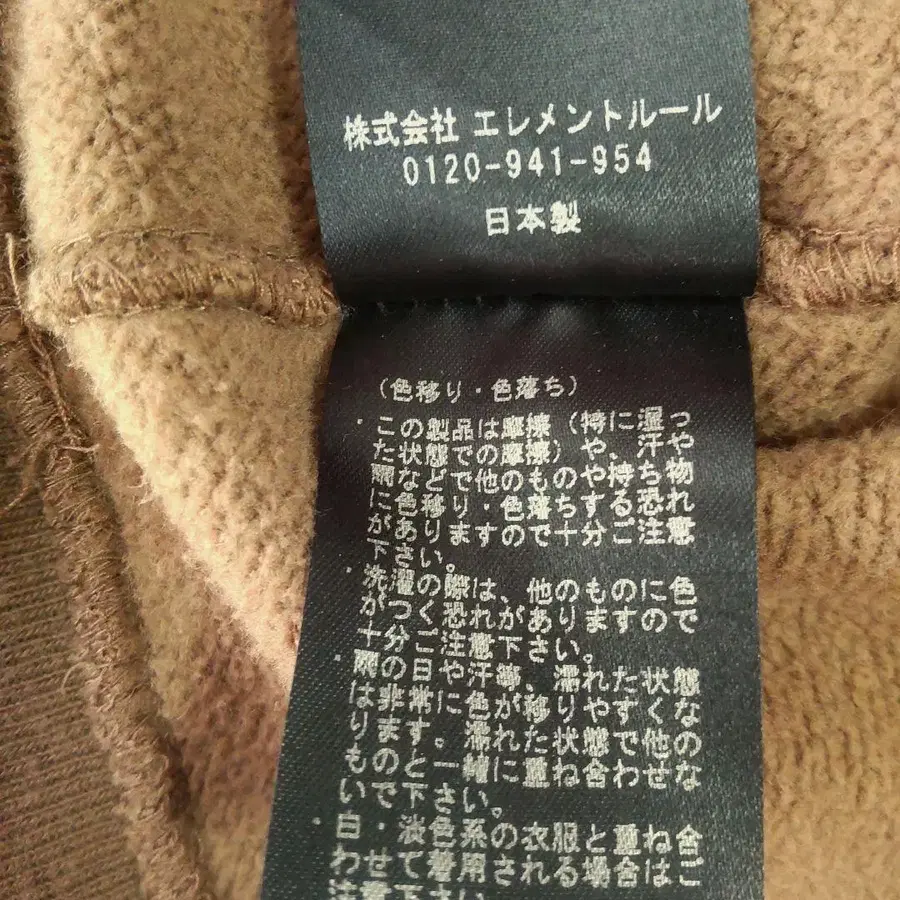 株式会社 エレメントルール
0120-941-954
日本製
(色移り・色落ち)
・この製品は摩擦(特に湿っ
た状態での摩擦)や、汗や
雨などで他のものや持ち物
に色移り・色落ちする恐れ
がありますので十分ご注意
下さい。
・洗濯の際は、他のものに色
がつく恐れがありますので
十分ご注意下さい。
・雨の日や汗等、濡れた状態
は非常に色が移りやすくな
ります。濡れた状態で他の
ものと一緒に重ね合わせな
いで下さい。
・白・淡色系の衣服と重ね合
わせて着用される場合はご
注意下さい。